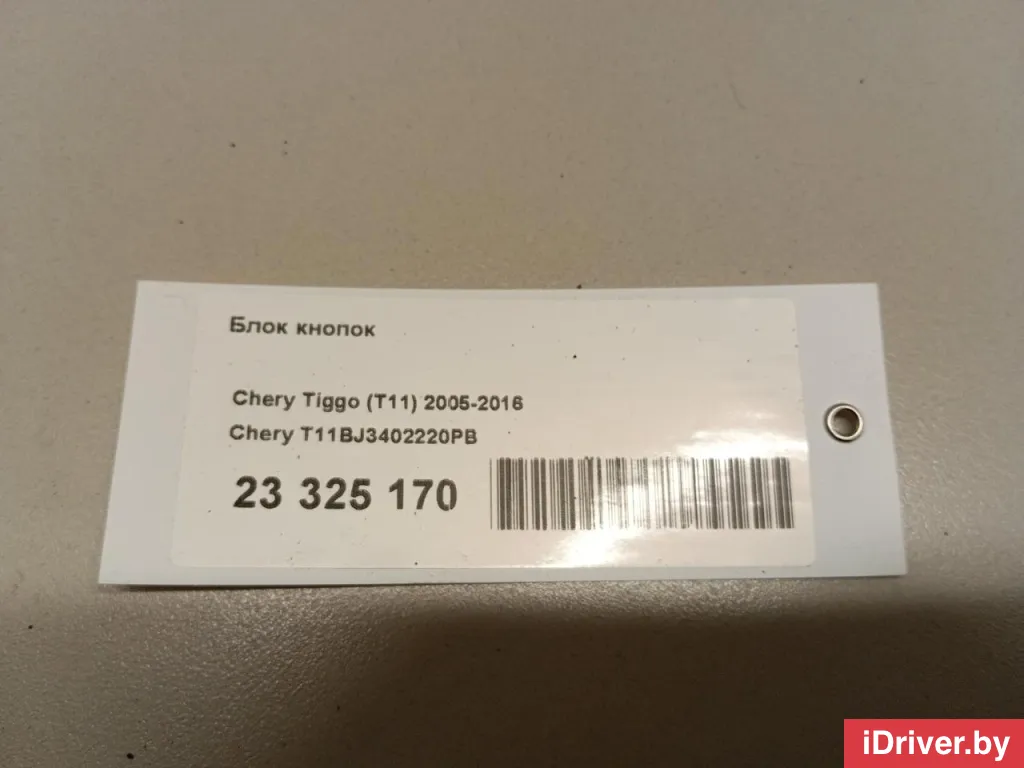 Блок кнопок
Chery Tiggo (T11) 2005-2016
Chery T11BJ3402220PB
23 325 170
iDriver.by